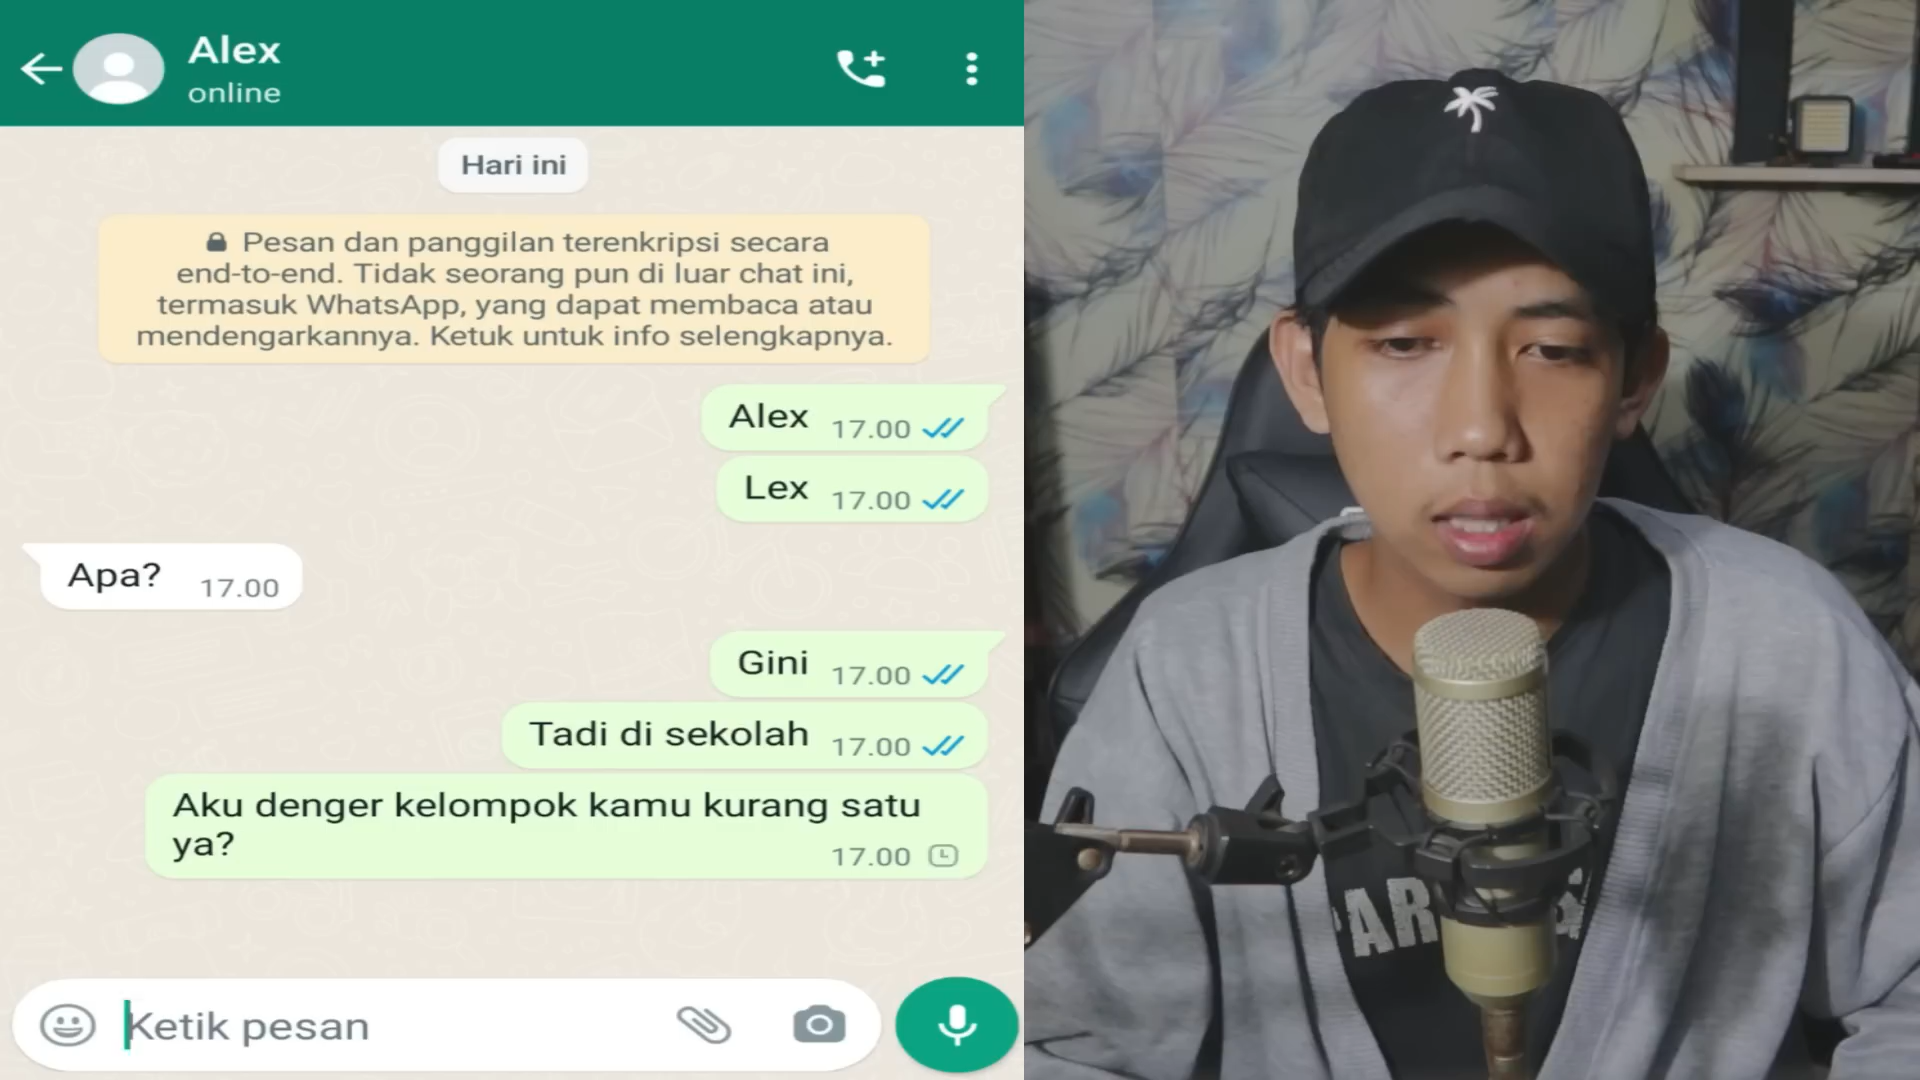 Alex
online
Hari ini
Pesan dan panggilan terenkripsi secara
end-to-end. Tidak seorang pun di luar chat ini,
termasuk WhatsApp, yang dapat membaca atau
mendengarkannya. Ketuk untuk info selengkapnya.
Alex 17.00
Lex 17.00
Apa? 17.00
Gini 17.00
Tadi di sekolah 17.00
Aku denger kelompok kamu kurang satu
ya?
17.00
Ketik pesan